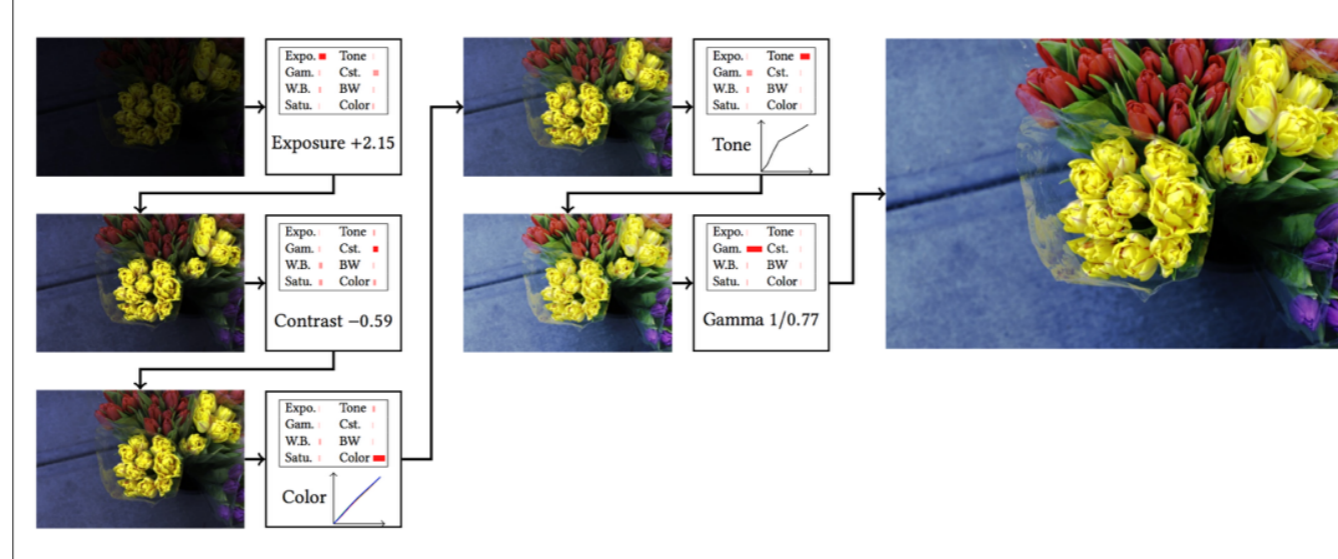 Expo. Tone
Gam. Cst.
W.B. BW
Satu. Color
Exposure +2.15
Expo. Tone
Gam. Cst.
W.B. BW
Satu. Color
Contrast −0.59
Expo. Tone
Gam. Cst.
W.B. BW
Satu. Color
Color
Expo. Tone
Gam. Cst.
W.B. BW
Satu. Color
Tone
Expo. Tone
Gam. Cst.
W.B. BW
Satu. Color
Gamma 1/0.77